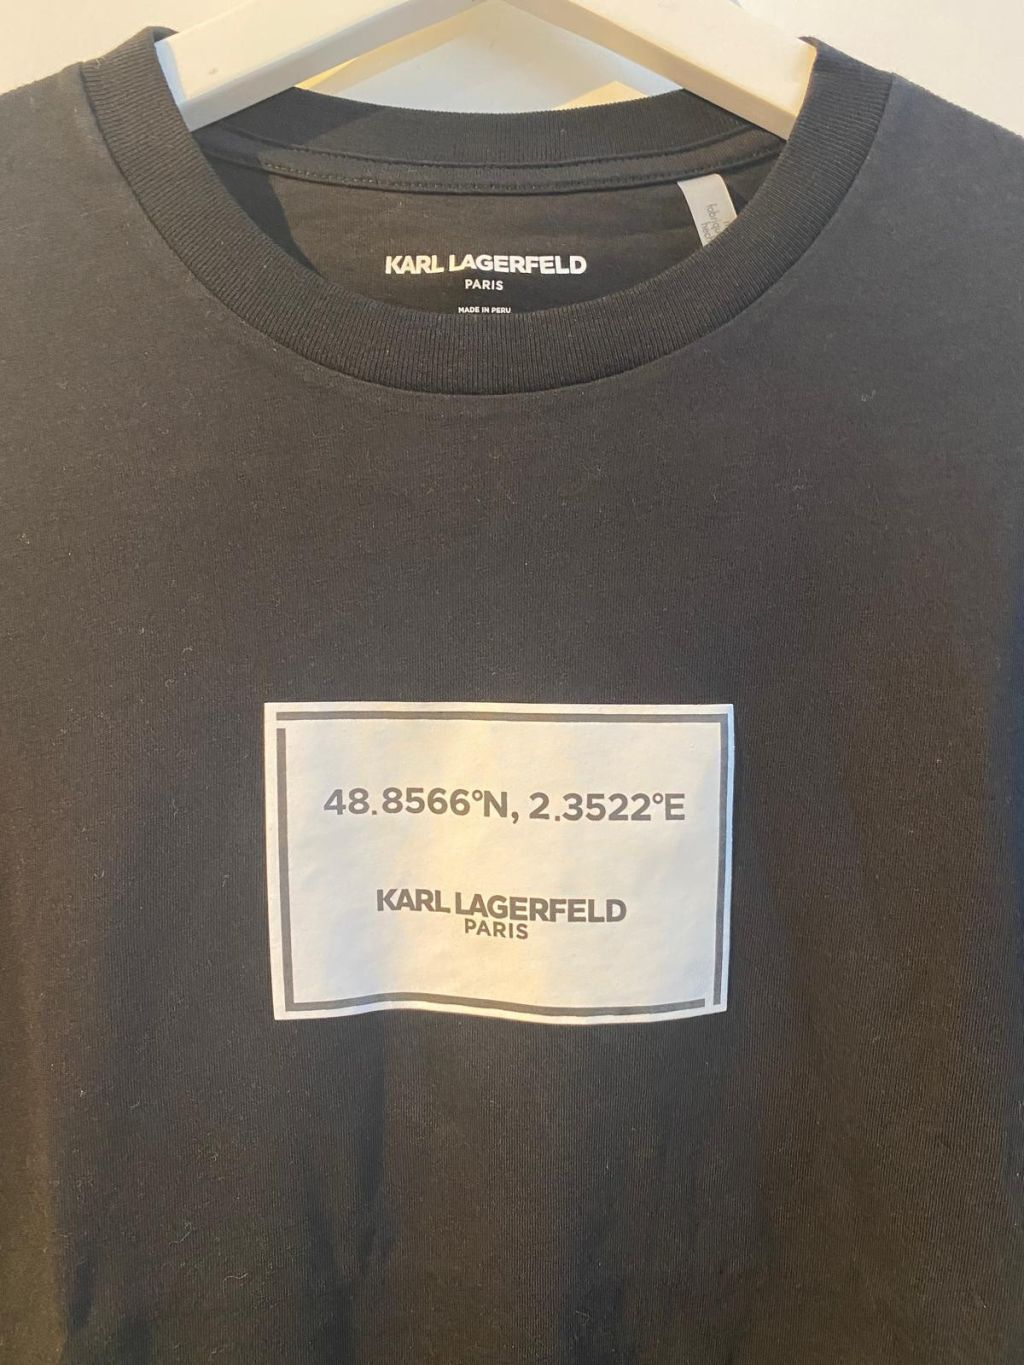 KARL LAGERFELD
PARIS
MADE IN PERU
48.8566°N, 2.3522°E
KARL LAGERFELD
PARIS